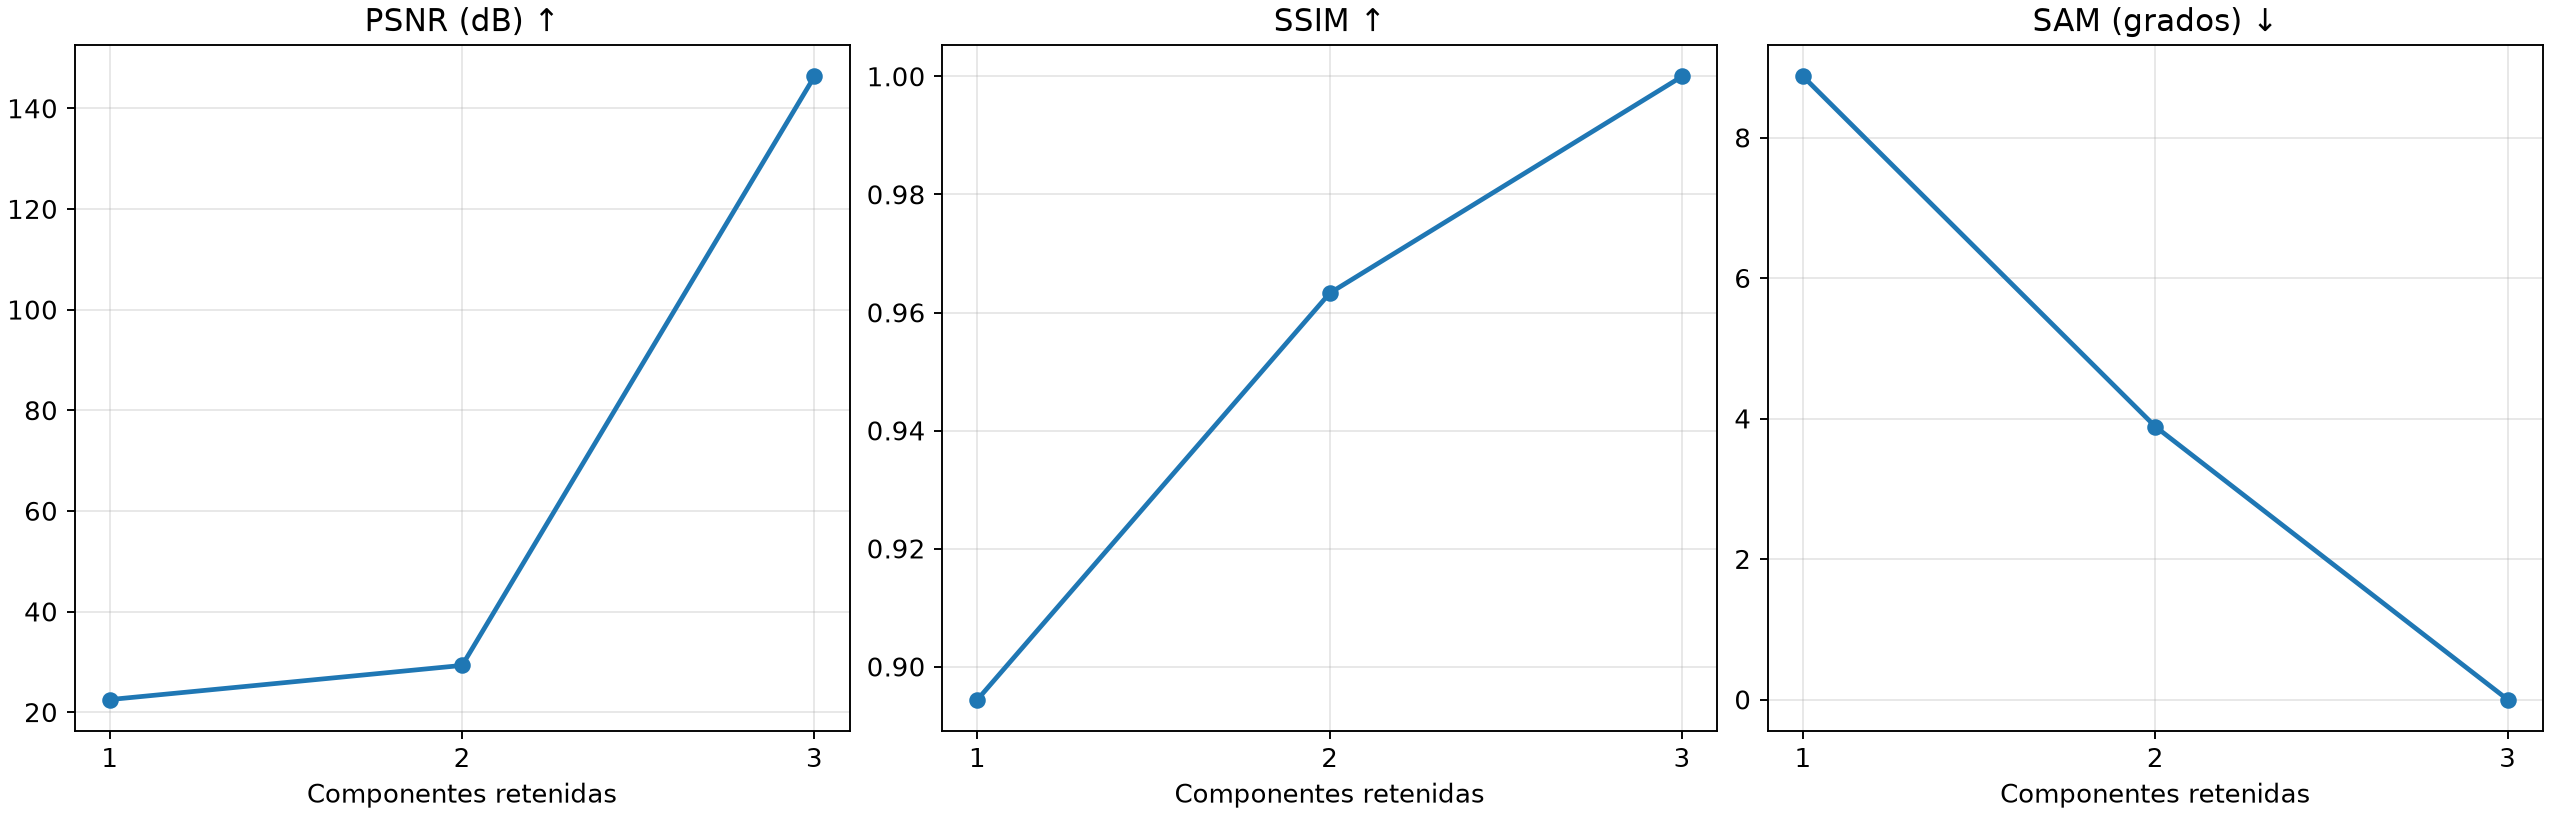 PSNR (dB) ↑
140
120
100
80
60
40
20
1 2 3
Componentes retenidas
SSIM ↑
1.00
0.98
0.96
0.94
0.92
0.90
1 2 3
Componentes retenidas
SAM (grados) ↓
8
6
4
2
0
1 2 3
Componentes retenidas